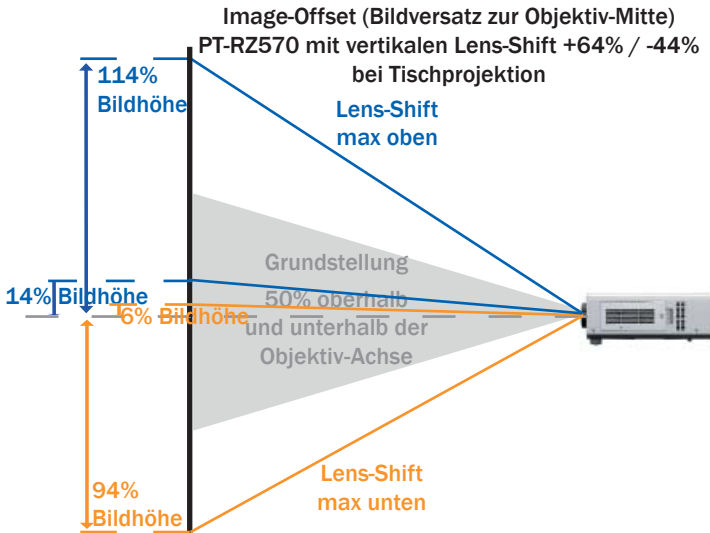 Image-Offset (Bildversatz zur Objektiv-Mitte)
PT-RZ570 mit vertikalen Lens-Shift +64% / -44%
bei Tischprojektion
114%
Bildhöhe
Lens-Shift
max oben
Grundstellung
50% oberhalb
und unterhalb der
Objektiv-Achse
14% Bildhöhe
6% Bildhöhe
Lens-Shift
max unten
94%
Bildhöhe